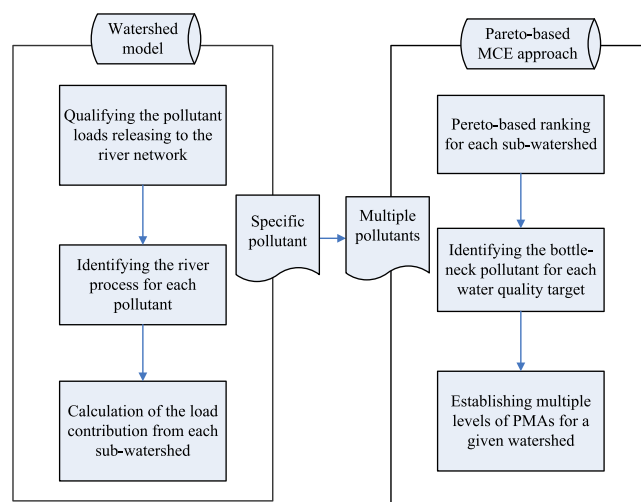 Watershed
model
Qualifying the pollutant
loads releasing to the
river network
Identifying the river
process for each
pollutant
Calculation of the load
contribution from each
sub-watershed
Specific
pollutant
Multiple
pollutants
Pareto-based
MCE approach
Pereto-based ranking
for each sub-watershed
Identifying the bottle-
neck pollutant for each
water quality target
Establishing multiple
levels of PMAs for a
given watershed